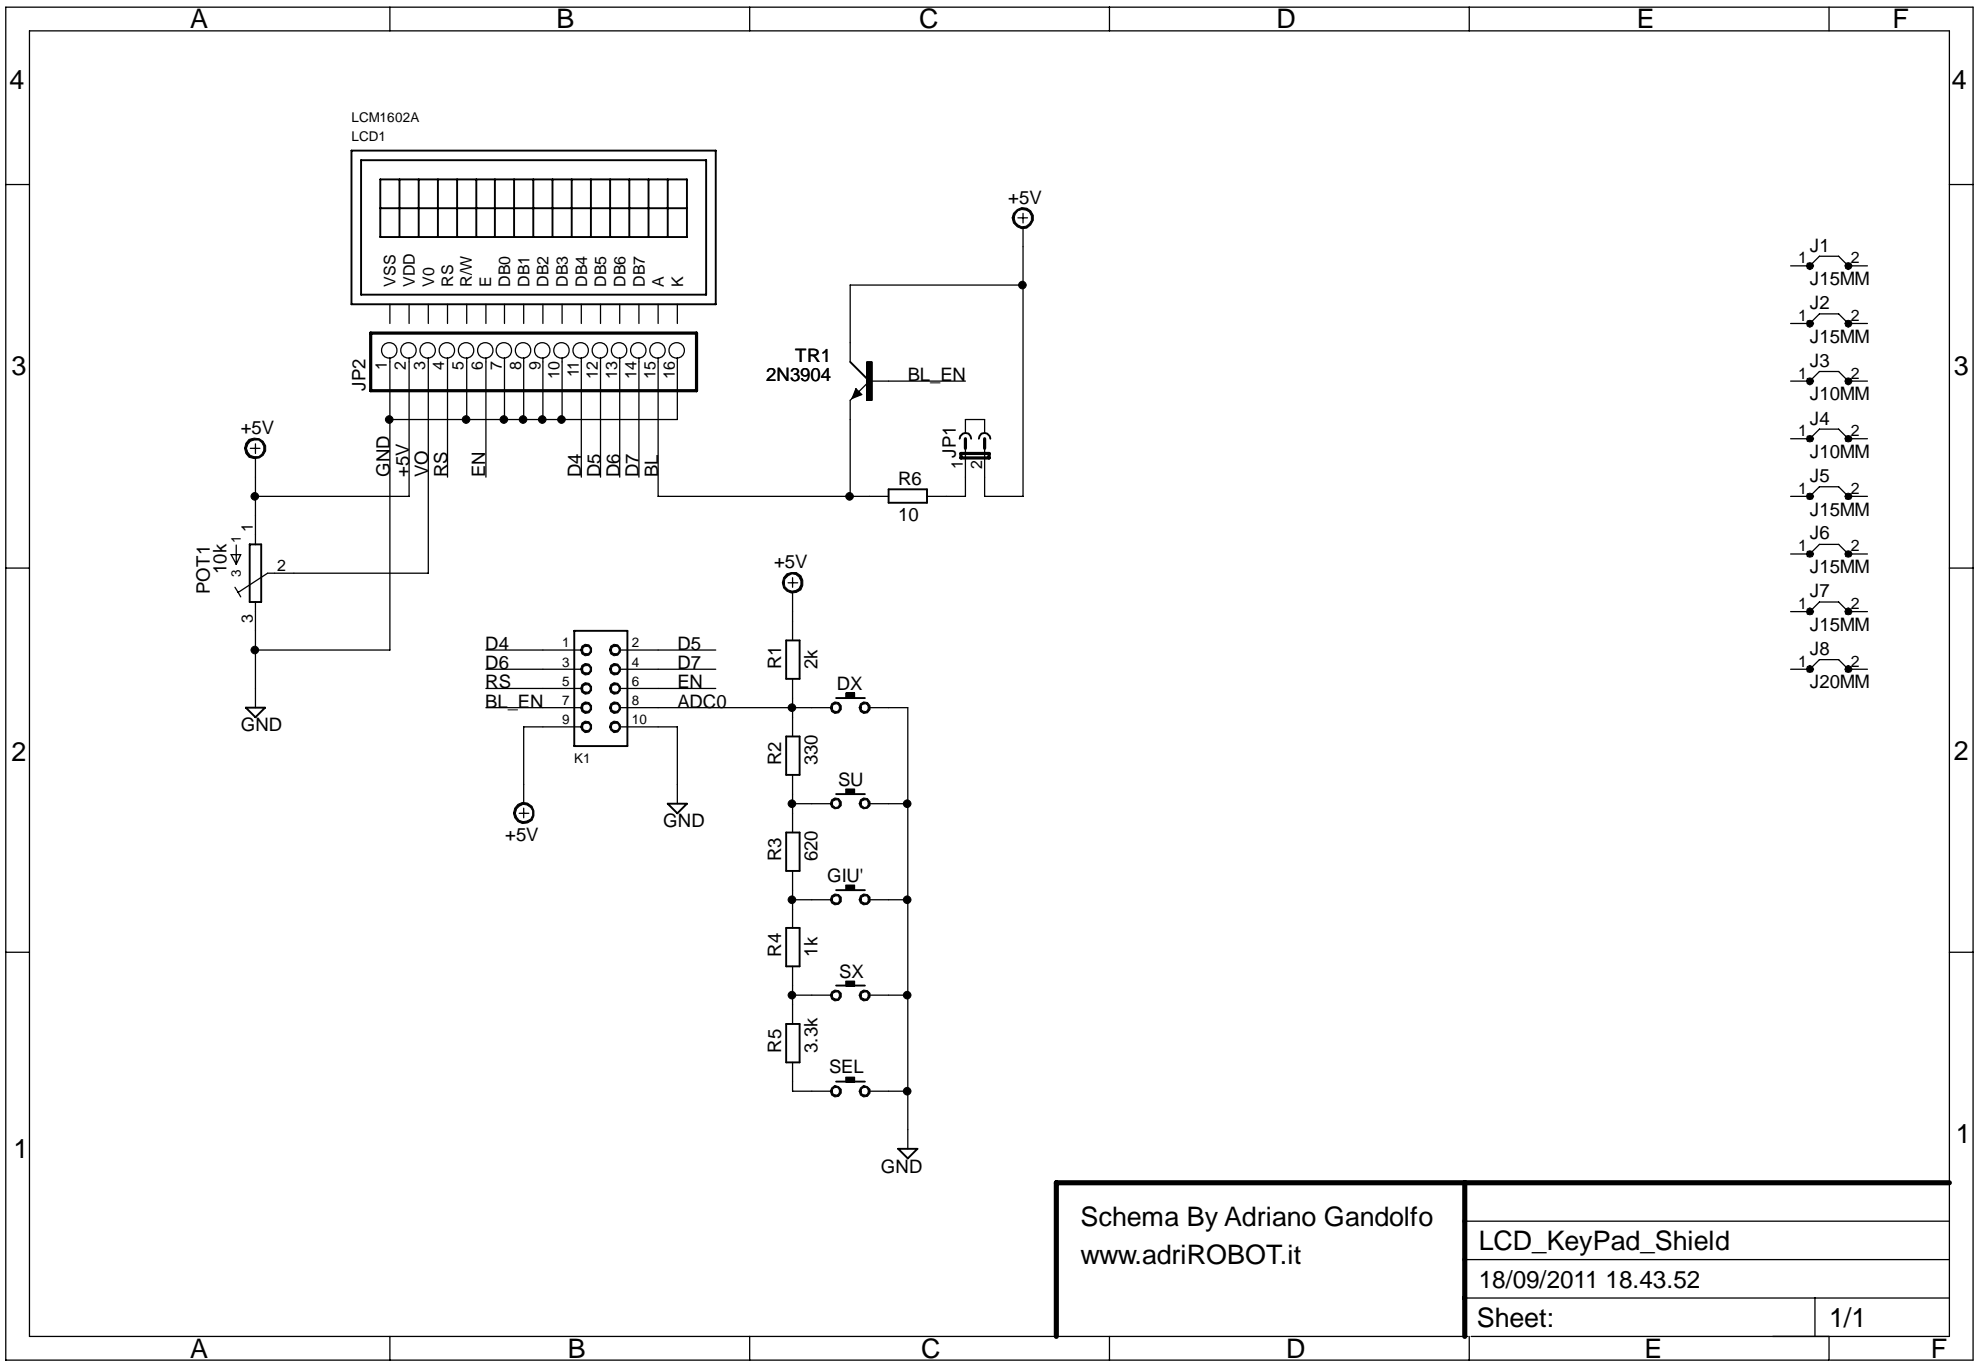 A B C D E F
4 4
LCM1602A
LCD1
VSS VDD V0 RS R/W E DB0 DB1 DB2 DB3 DB4 DB5 DB6 DB7 A K
JP2
1 2 3 4 5 6 7 8 9 10 11 12 13 14 15 16
GND +5V VO RS EN D4 D5 D6 D7 BL
+5V
TR1
2N3904
BL_EN
JP1
1 2
R6
10
3 3
+5V
1
POT1
10k
3 1
2
3
GND
J1
1 2
J15MM
J2
1 2
J15MM
J3
1 2
J10MM
J4
1 2
J10MM
J5
1 2
J15MM
J6
1 2
J15MM
J7
1 2
J15MM
J8
1 2
J20MM
D4 1 2 D5
D6 3 4 D7
RS 5 6 EN
BL_EN 7 8 ADC0
9 10
K1
+5V
GND
2 2
+5V
R1 2k
DX
R2 330
SU
R3 620
GIU'
R4 1k
SX
R5 3.3k
SEL
GND
1 1
Schema By Adriano Gandolfo
www.adriROBOT.it
LCD_KeyPad_Shield
18/09/2011 18.43.52
Sheet: 1/1
A B C D E F